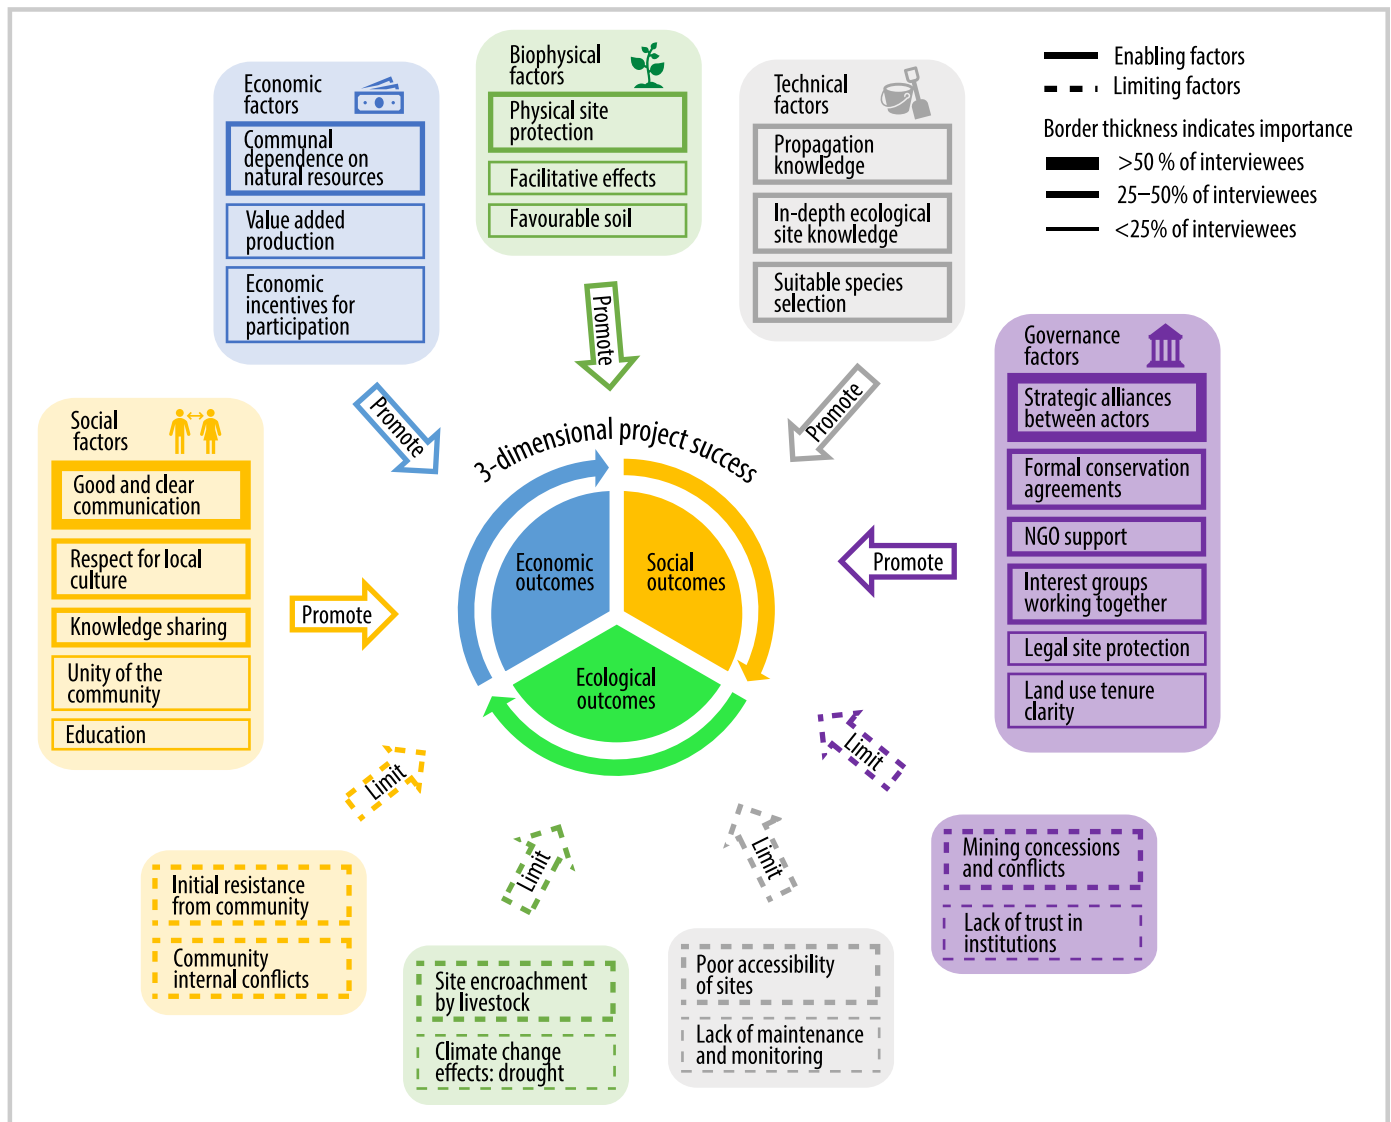 Economic
factors
Communal
dependence on
natural resources
Value added
production
Economic
incentives for
participation
Biophysical
factors
Physical site
protection
Facilitative effects
Favourable soil
Technical
factors
Propagation
knowledge
In-depth ecological
site knowledge
Suitable species
selection
Enabling factors
Limiting factors
Border thickness indicates importance
>50 % of interviewees
25–50% of interviewees
<25% of interviewees
Governance
factors
Strategic alliances
between actors
Formal conservation
agreements
NGO support
Interest groups
working together
Legal site protection
Land use tenure
clarity
Social
factors
Good and clear
communication
Respect for local
culture
Knowledge sharing
Unity of the
community
Education
Promote
Promote
Promote
Promote
Promote
3-dimensional project success
Economic
outcomes
Social
outcomes
Ecological
outcomes
Limit
Limit
Limit
Limit
Initial resistance
from community
Community
internal conflicts
Site encroachment
by livestock
Climate change
effects: drought
Poor accessibility
of sites
Lack of maintenance
and monitoring
Mining concessions
and conflicts
Lack of trust in
institutions